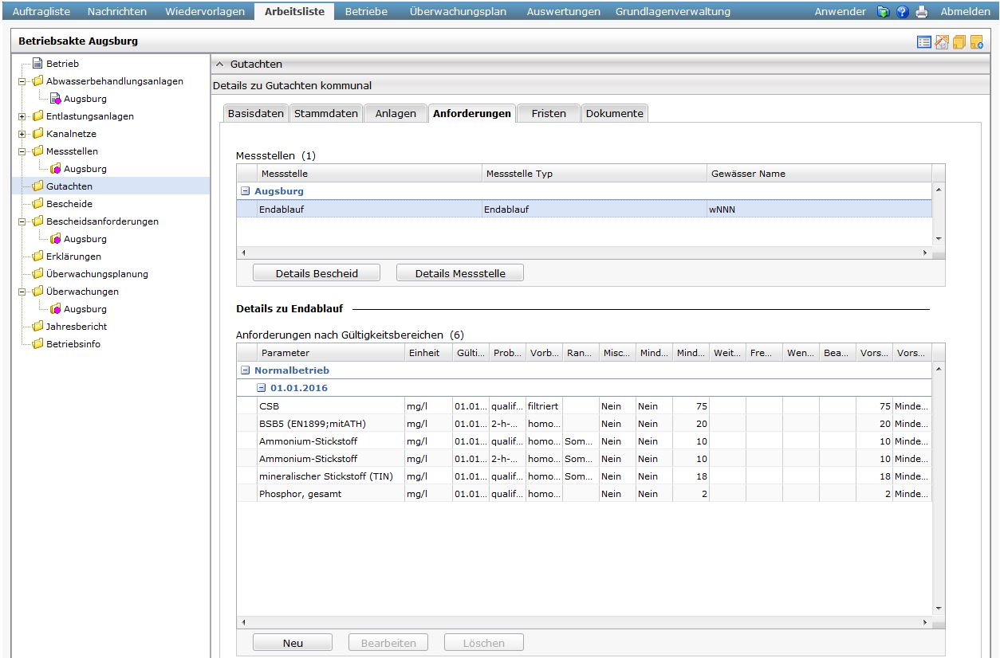 Auftragliste Nachrichten Wiedervorlagen Arbeitsliste Betriebe Überwachungsplan Auswertungen Grundlagenverwaltung Anwender Abmelden
Betriebsakte Augsburg
Betrieb
Abwasserbehandlungsanlagen
Augsburg
Entlastungsanlagen
Kanalnetze
Messstellen
Augsburg
Gutachten
Bescheide
Bescheidsanforderungen
Augsburg
Erklärungen
Überwachungsplanung
Überwachungen
Augsburg
Jahresbericht
Betriebsinfo
Gutachten
Details zu Gutachten kommunal
Basisdaten Stammdaten Anlagen Anforderungen Fristen Dokumente
Messstellen (1)
Messstelle Messstelle Typ Gewässer Name
Augsburg
Endablauf Endablauf wNNN
Details Bescheid Details Messstelle
Details zu Endablauf
Anforderungen nach Gültigkeitsbereichen (6)
Parameter Einheit Gülti... Prob... Vorb... Ran... Misc... Mind... Mind... Weit... Fre... Wen... Bea... Vors... Vors...
Normalbetrieb
01.01.2016
CSB mg/l 01.01... qualif... filtriert Nein Nein 75 75 Minde...
BSB5 (EN1899;mitATH) mg/l 01.01... 2-h-... homo... Nein Nein 20 20 Minde...
Ammonium-Stickstoff mg/l 01.01... qualif... homo... Som... Nein Nein 10 10 Minde...
Ammonium-Stickstoff mg/l 01.01... 2-h-... homo... Som... Nein Nein 10 10 Minde...
mineralischer Stickstoff (TIN) mg/l 01.01... qualif... homo... Som... Nein Nein 18 18 Minde...
Phosphor, gesamt mg/l 01.01... qualif... homo... Nein Nein 2 2 Minde...
Neu Bearbeiten Löschen